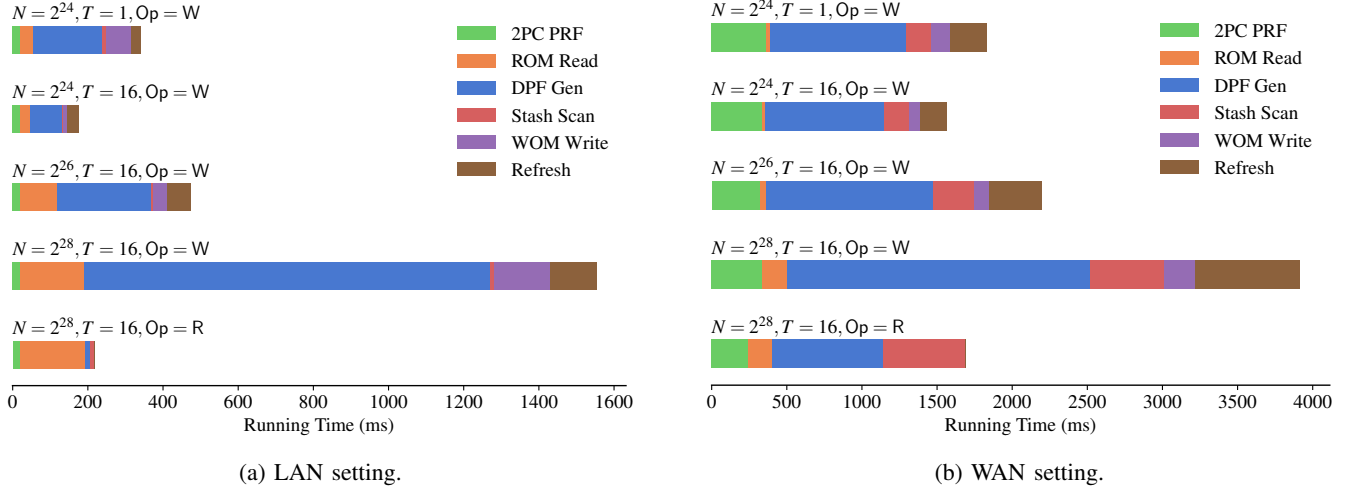 N = 2^24, T = 1, Op = W
2PC PRF
ROM Read
DPF Gen
Stash Scan
WOM Write
Refresh
N = 2^24, T = 16, Op = W
N = 2^26, T = 16, Op = W
N = 2^28, T = 16, Op = W
N = 2^28, T = 16, Op = R
0 200 400 600 800 1000 1200 1400 1600
Running Time (ms)
(a) LAN setting.
N = 2^24, T = 1, Op = W
2PC PRF
ROM Read
DPF Gen
Stash Scan
WOM Write
Refresh
N = 2^24, T = 16, Op = W
N = 2^26, T = 16, Op = W
N = 2^28, T = 16, Op = W
N = 2^28, T = 16, Op = R
0 500 1000 1500 2000 2500 3000 3500 4000
Running Time (ms)
(b) WAN setting.